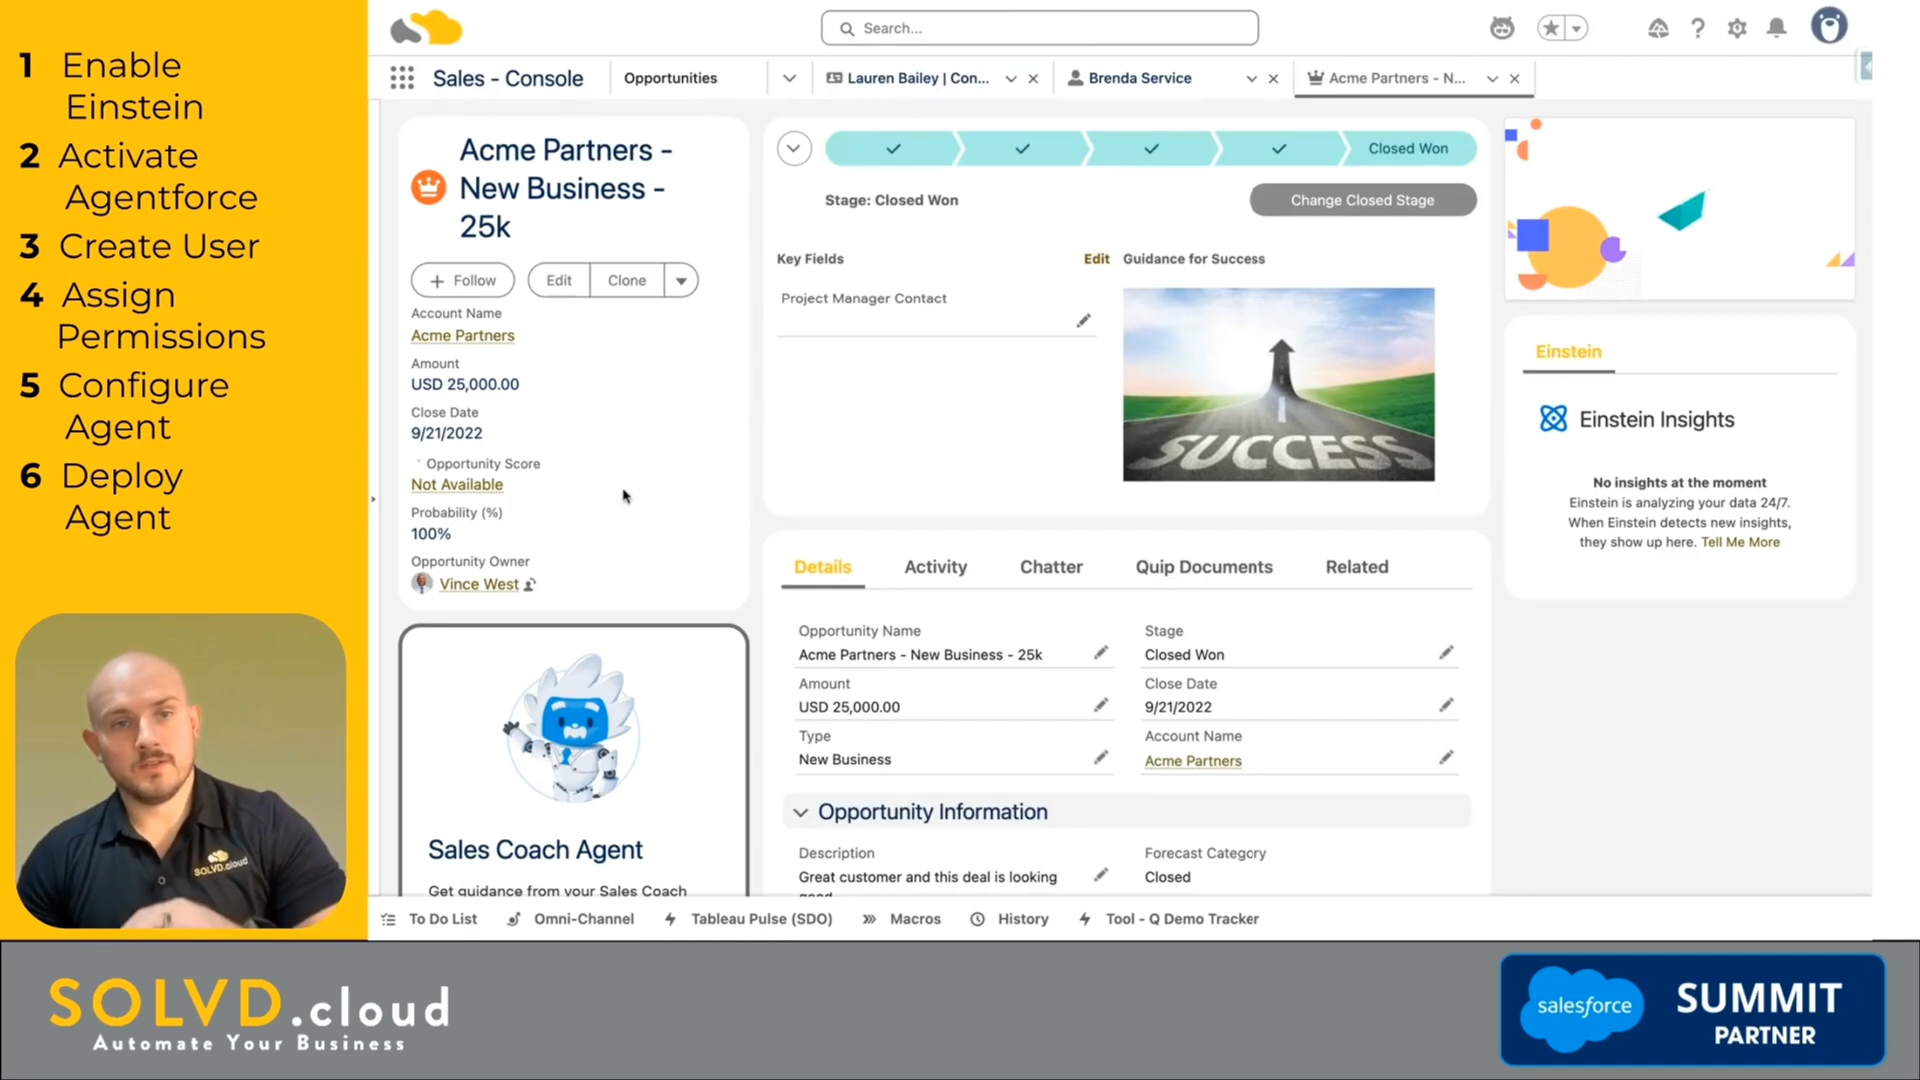 1 Enable
Einstein
2 Activate
Agentforce
3 Create User
4 Assign
Permissions
5 Configure
Agent
6 Deploy
Agent
Search...
Sales - Console
Opportunities
Lauren Bailey | Con...
Brenda Service
Acme Partners - N...
Acme Partners -
New Business -
25k
Follow
Edit
Clone
Account Name
Acme Partners
Amount
USD 25,000.00
Close Date
9/21/2022
Opportunity Score
Not Available
Probability (%)
100%
Opportunity Owner
Vince West
Sales Coach Agent
Get guidance from your Sales Coach
Closed Won
Stage: Closed Won
Change Closed Stage
Key Fields
Edit
Guidance for Success
Project Manager Contact
SUCCESS
Details
Activity
Chatter
Quip Documents
Related
Opportunity Name
Acme Partners - New Business - 25k
Stage
Closed Won
Amount
USD 25,000.00
Close Date
9/21/2022
Type
New Business
Account Name
Acme Partners
Opportunity Information
Description
Great customer and this deal is looking
Forecast Category
Closed
Einstein
Einstein Insights
No insights at the moment
Einstein is analyzing your data 24/7.
When Einstein detects new insights,
they show up here. Tell Me More
To Do List
Omni-Channel
Tableau Pulse (SDO)
Macros
History
Tool - Q Demo Tracker
SOLVD.cloud
SOLVD.cloud
Automate Your Business
salesforce
SUMMIT
PARTNER